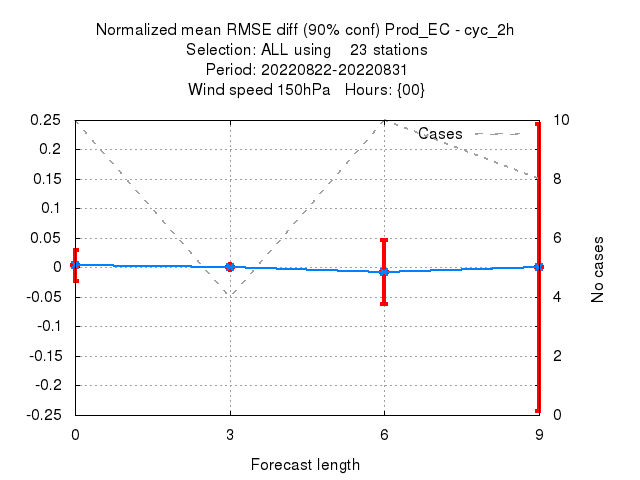 Normalized mean RMSE diff (90% conf) Prod_EC - cyc_2h
Selection: ALL using 23 stations
Period: 20220822-20220831
Wind speed 150hPa Hours: {00}
Cases
0.25
0.2
0.15
0.1
0.05
0
-0.05
-0.1
-0.15
-0.2
-0.25
10
8
6
4
2
0
No cases
0 3 6 9
Forecast length